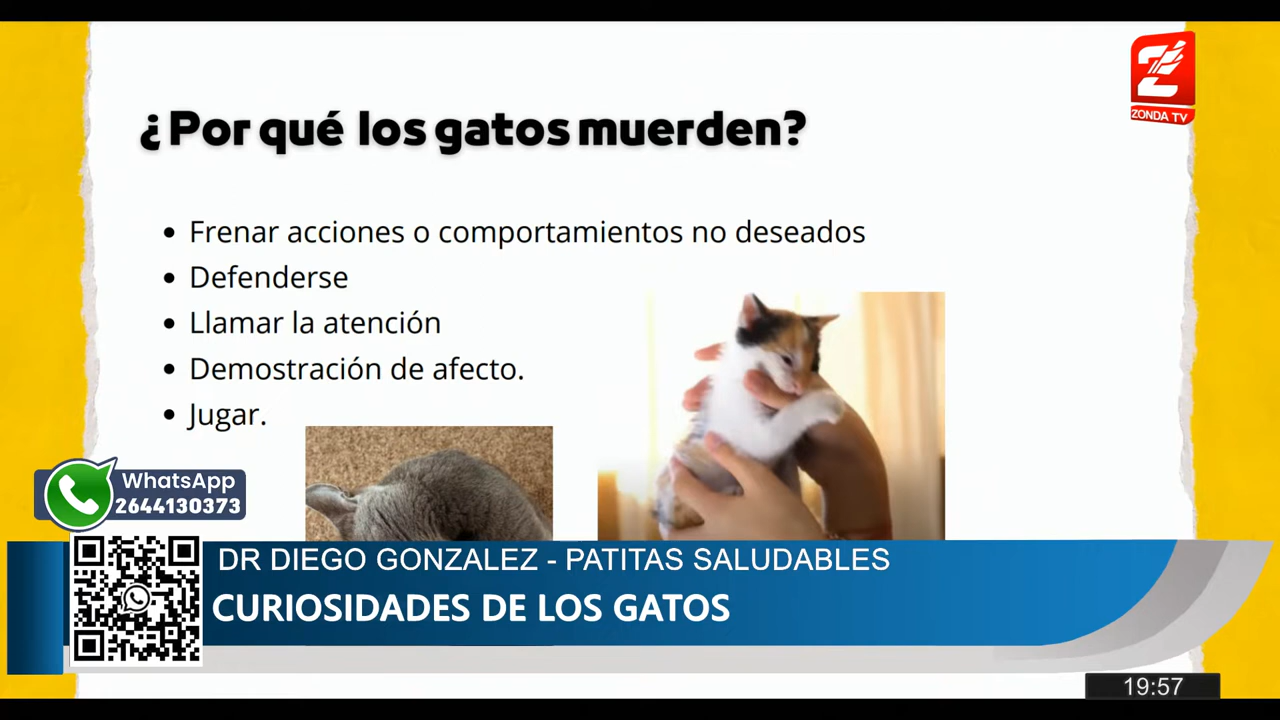 ZONDA TV
¿Por qué los gatos muerden?
• Frenar acciones o comportamientos no deseados
• Defenderse
• Llamar la atención
• Demostración de afecto.
• Jugar.
WhatsApp
2644130373
DR DIEGO GONZALEZ - PATITAS SALUDABLES
CURIOSIDADES DE LOS GATOS
19:57